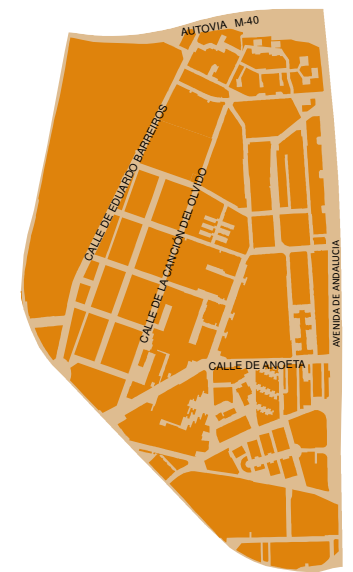 AUTOVIA M-40
CALLE DE EDUARDO BARREIROS
CALLE DE LA CANCIÓN DEL OLVIDO
AVENIDA DE ANDALUCIA
CALLE DE ANOETA